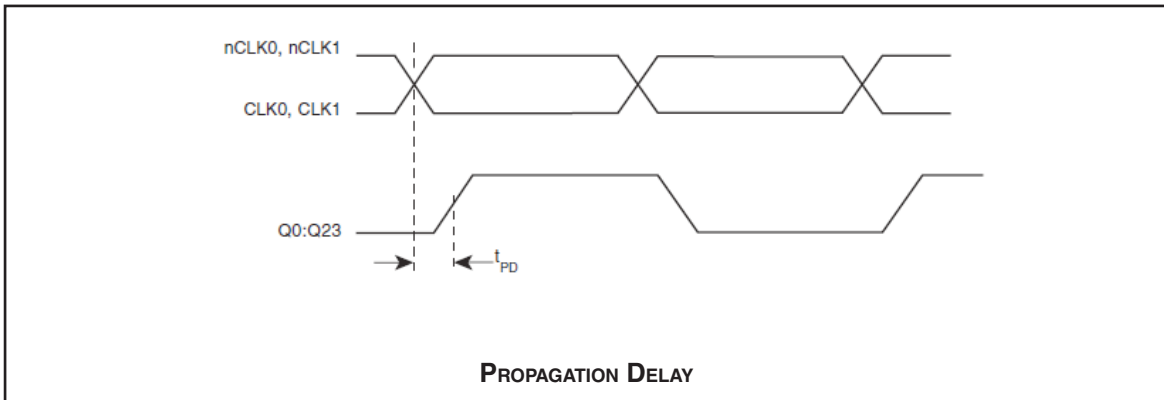 nCLK0, nCLK1
CLK0, CLK1
Q0:Q23
tPD
PROPAGATION DELAY